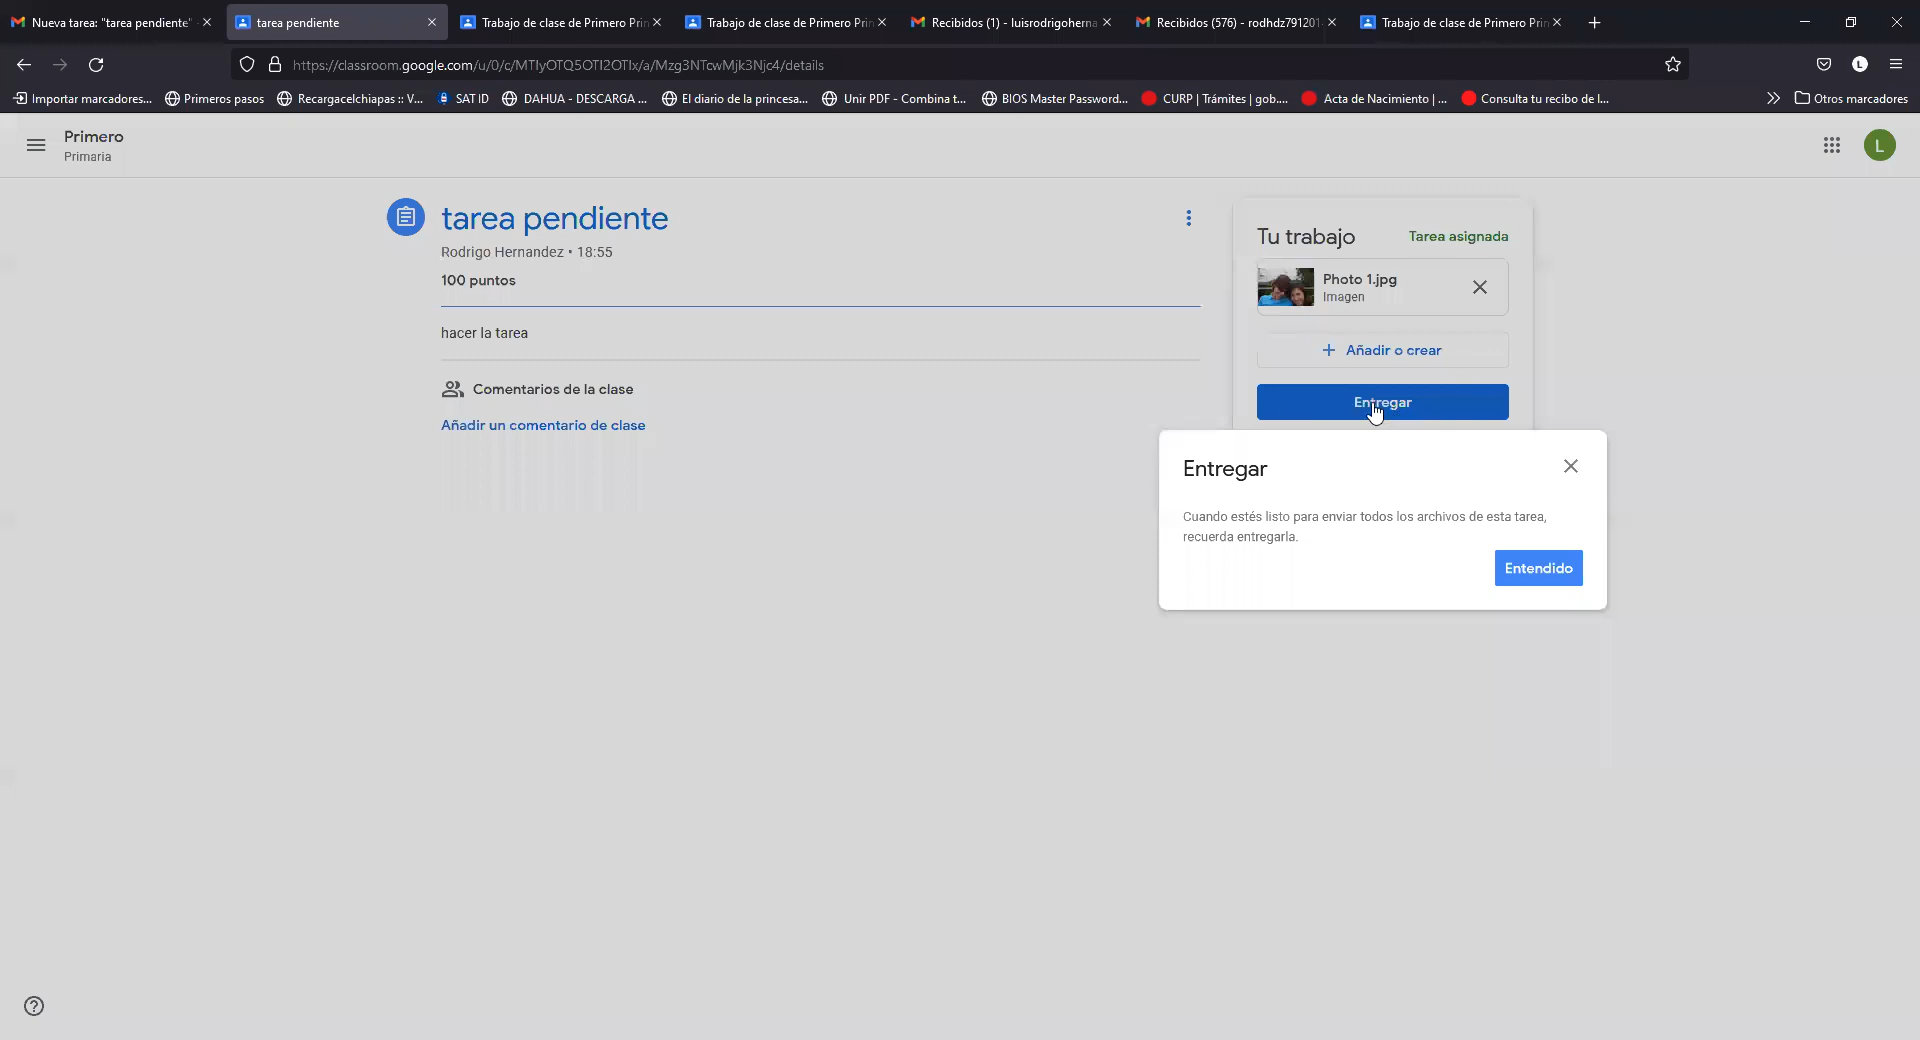 Nueva tarea: "tarea pendiente"
tarea pendiente
Trabajo de clase de Primero Prin
Trabajo de clase de Primero Prin
Recibidos (1) - luisrodrigoherna
Recibidos (576) - rodhdz791201
Trabajo de clase de Primero Prin
https://classroom.google.com/u/0/c/MTIyOTQ5OTI2OTIx/a/Mzg3NTcwMjk3Njc4/details
L
Importar marcadores...
Primeros pasos
Recargacelchiapas :: V...
SAT ID
DAHUA - DESCARGA ...
El diario de la princesa...
Unir PDF - Combina t...
BIOS Master Password...
CURP | Trámites | gob....
Acta de Nacimiento | ...
Consulta tu recibo de l...
Otros marcadores
Primero
Primaria
L
tarea pendiente
Rodrigo Hernandez • 18:55
100 puntos
hacer la tarea
Comentarios de la clase
Añadir un comentario de clase
Tu trabajo
Tarea asignada
Photo 1.jpg
Imagen
+ Añadir o crear
Entregar
Entregar
Cuando estés listo para enviar todos los archivos de esta tarea,
recuerda entregarla.
Entendido